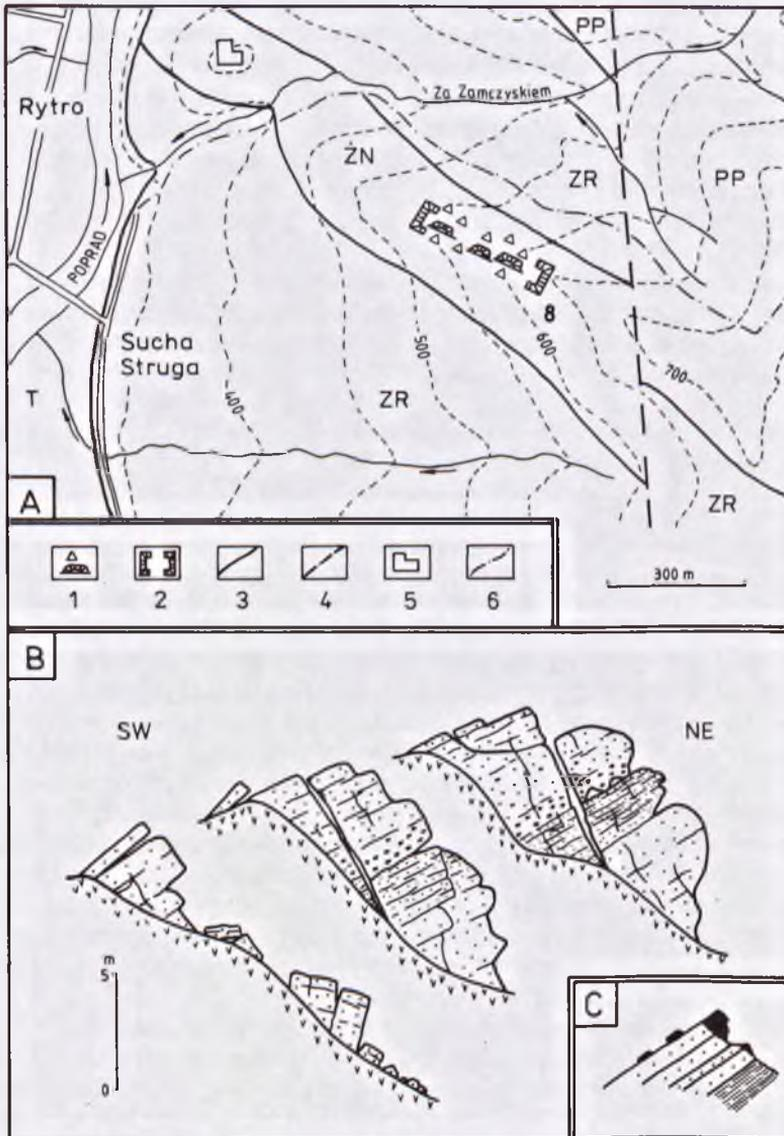 PP
Rytro
Za Zamczyskiem
ŻN
ZR
PP
POPRAD
8
Sucha
Struga
600
500
700
T
400
ZR
ZR
A
1 2 3 4 5 6
300 m
B
SW
NE
m
5
0
C